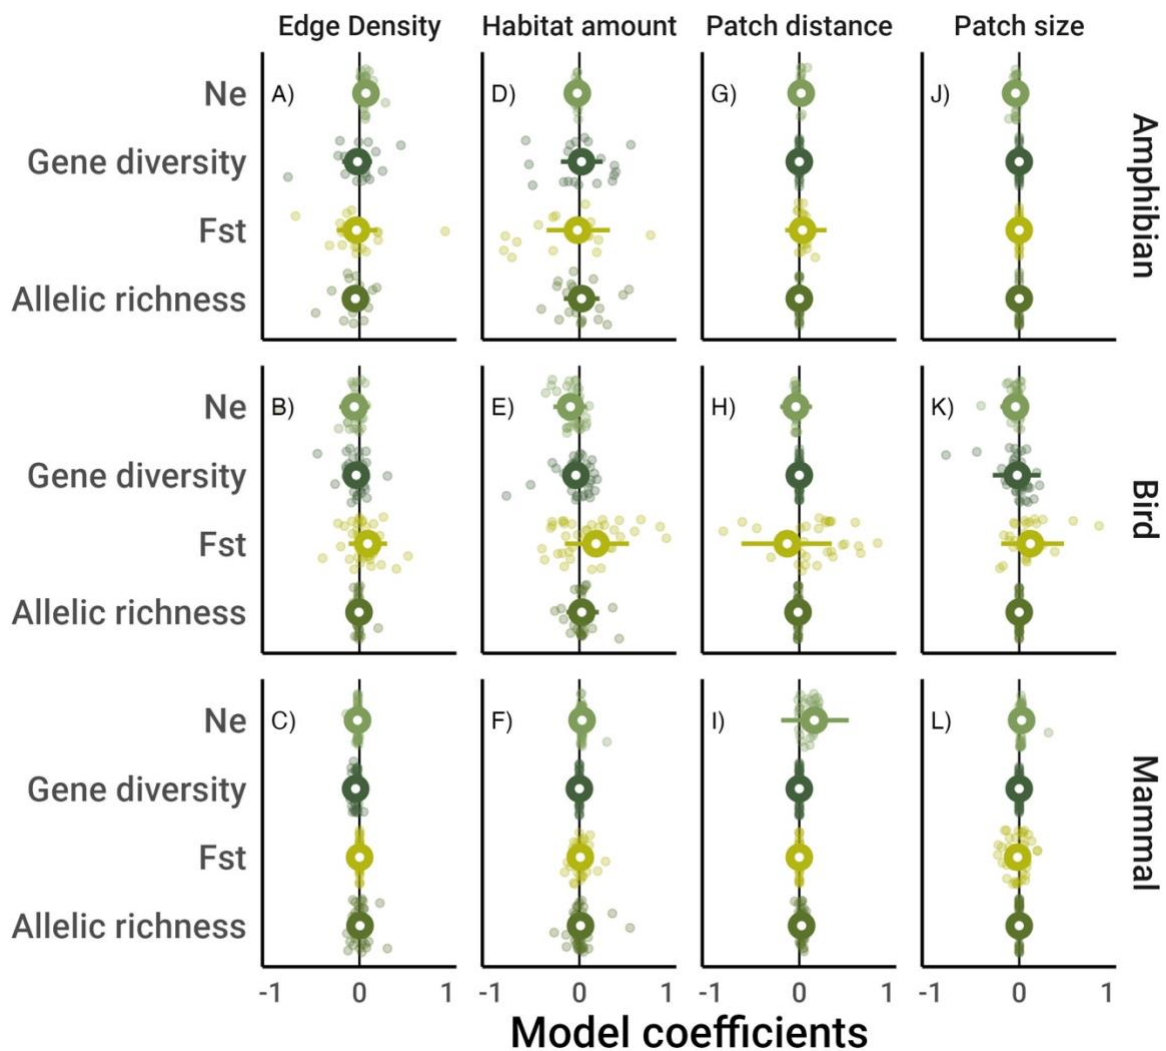 Edge Density Habitat amount Patch distance Patch size
Ne A) D) G) J)
Gene diversity
Fst
Allelic richness
Amphibian
Ne B) E) H) K)
Gene diversity
Fst
Allelic richness
Bird
Ne C) F) I) L)
Gene diversity
Fst
Allelic richness
Mammal
-1 0 1 -1 0 1 -1 0 1 -1 0 1
Model coefficients